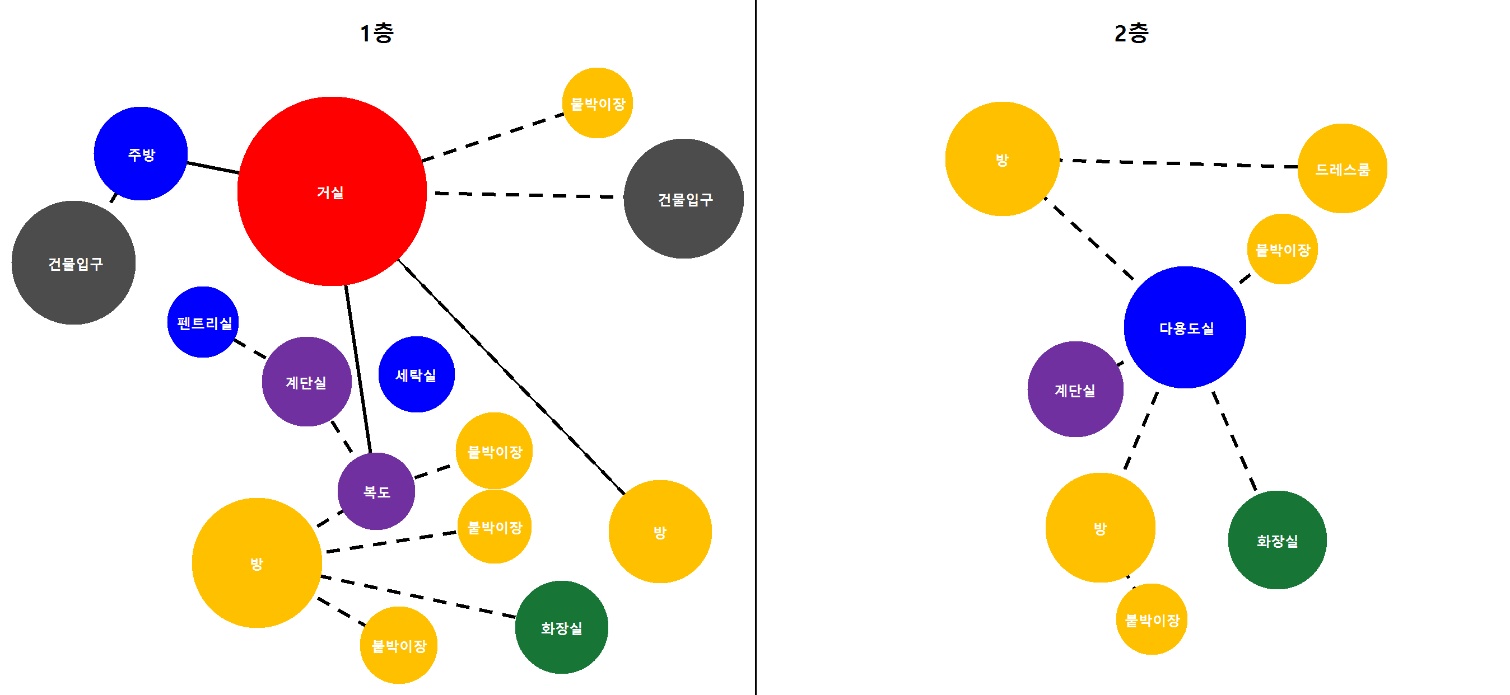 1층
붙박이장
주방
거실
건물입구
건물입구
펜트리실
계단실
세탁실
붙박이장
복도
붙박이장
방
방
화장실
붙박이장
2층
방
드레스룸
붙박이장
다용도실
계단실
방
화장실
붙박이장